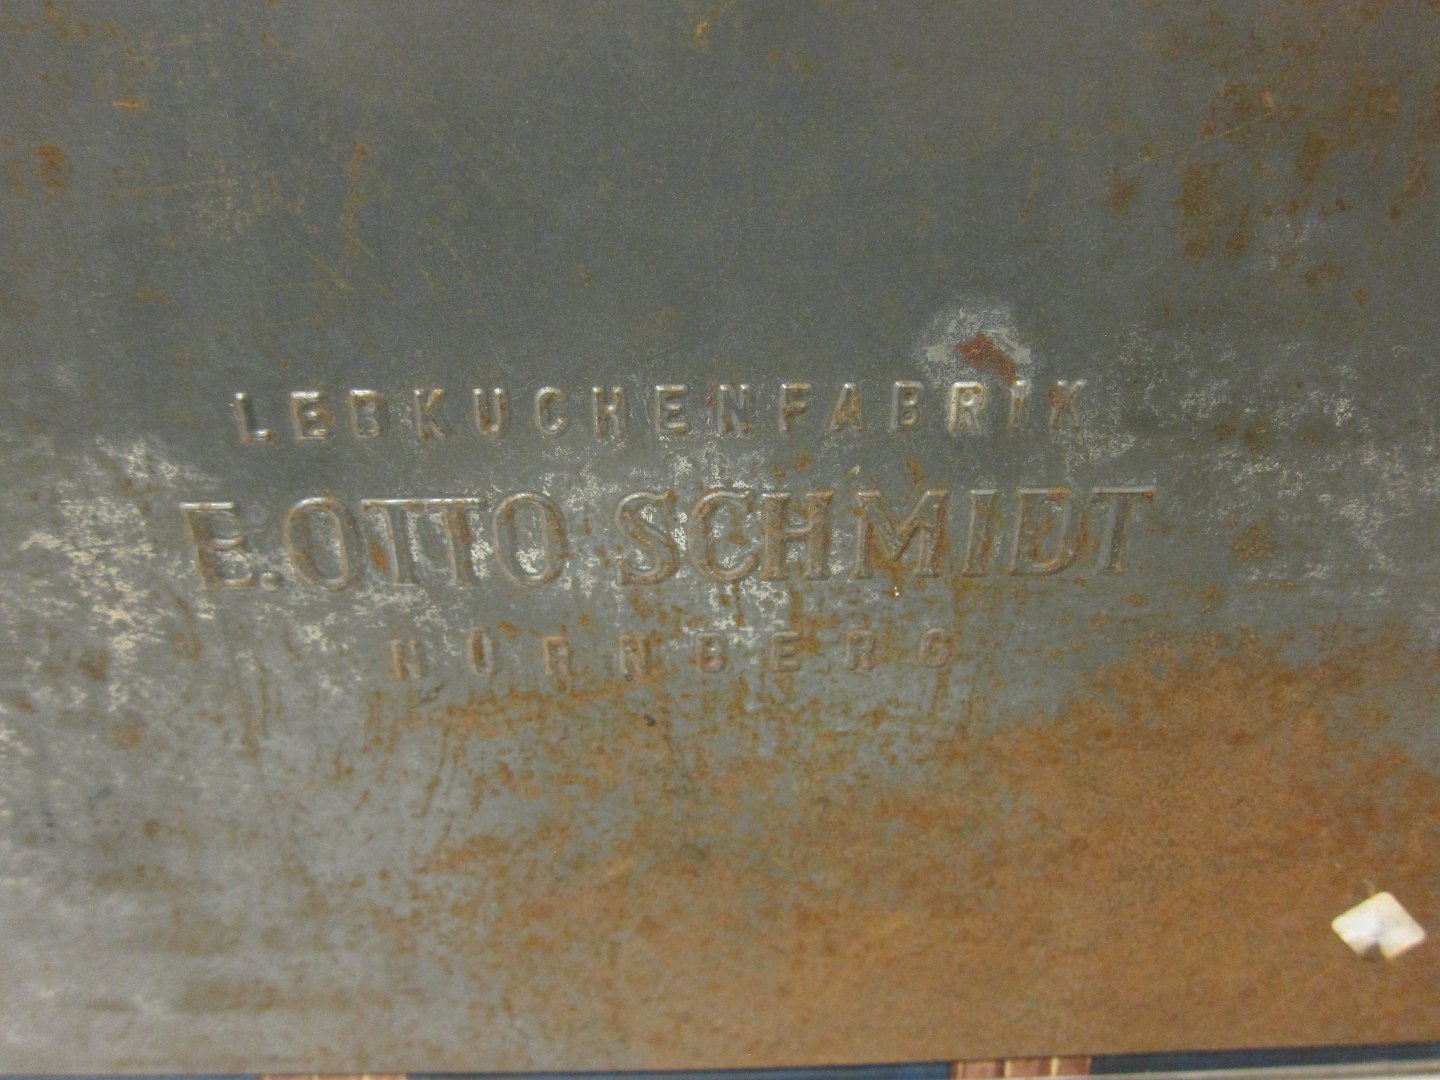 LEBKUCHENFABRIK
E. OTTO SCHMIDT
NÜRNBERG